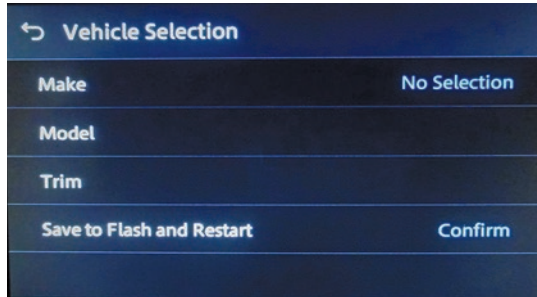 Vehicle Selection
Make No Selection
Model
Trim
Save to Flash and Restart Confirm